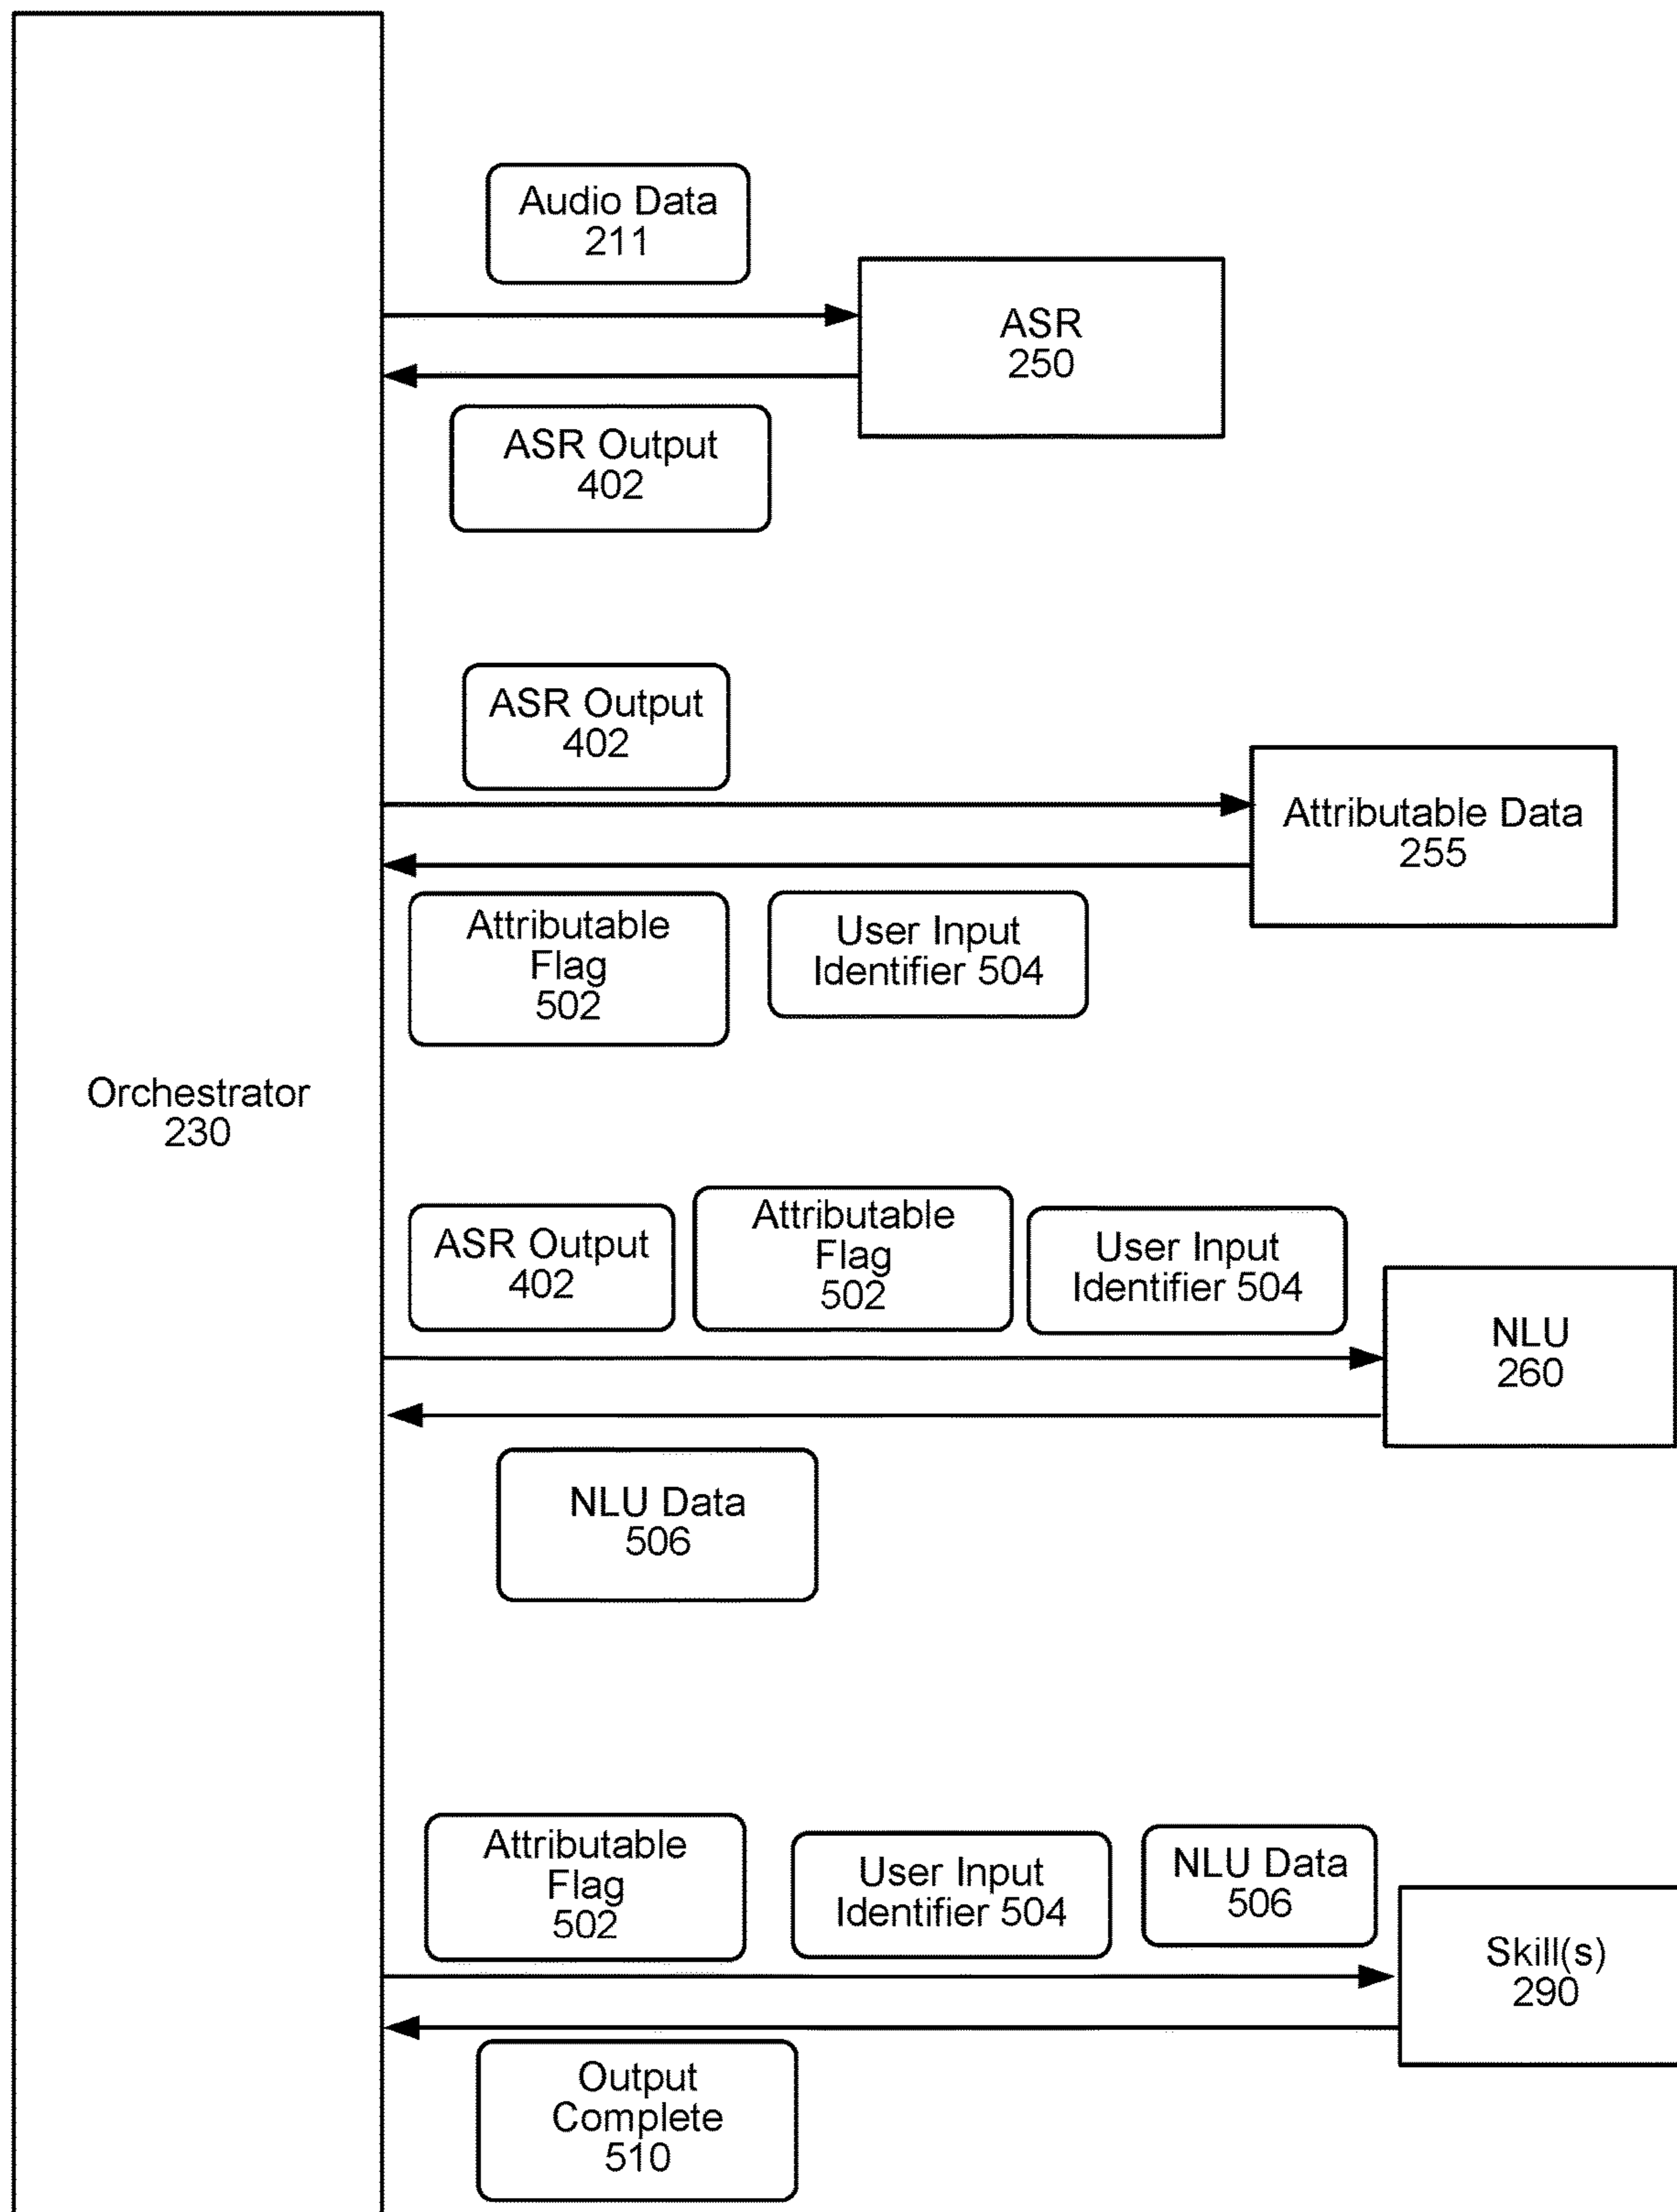 Audio Data
211
ASR
250
ASR Output
402
ASR Output
402
Attributable Data
255
Attributable
Flag
502
User Input
Identifier 504
Orchestrator
230
ASR Output
402
Attributable
Flag
502
User Input
Identifier 504
NLU
260
NLU Data
506
Attributable
Flag
502
User Input
Identifier 504
NLU Data
506
Skill(s)
290
Output
Complete
510